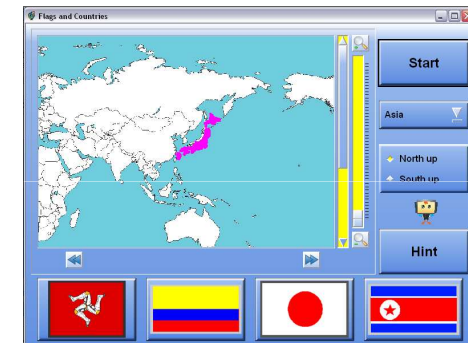 Flags and Countries
Start
Asia
North up
South up
Hint